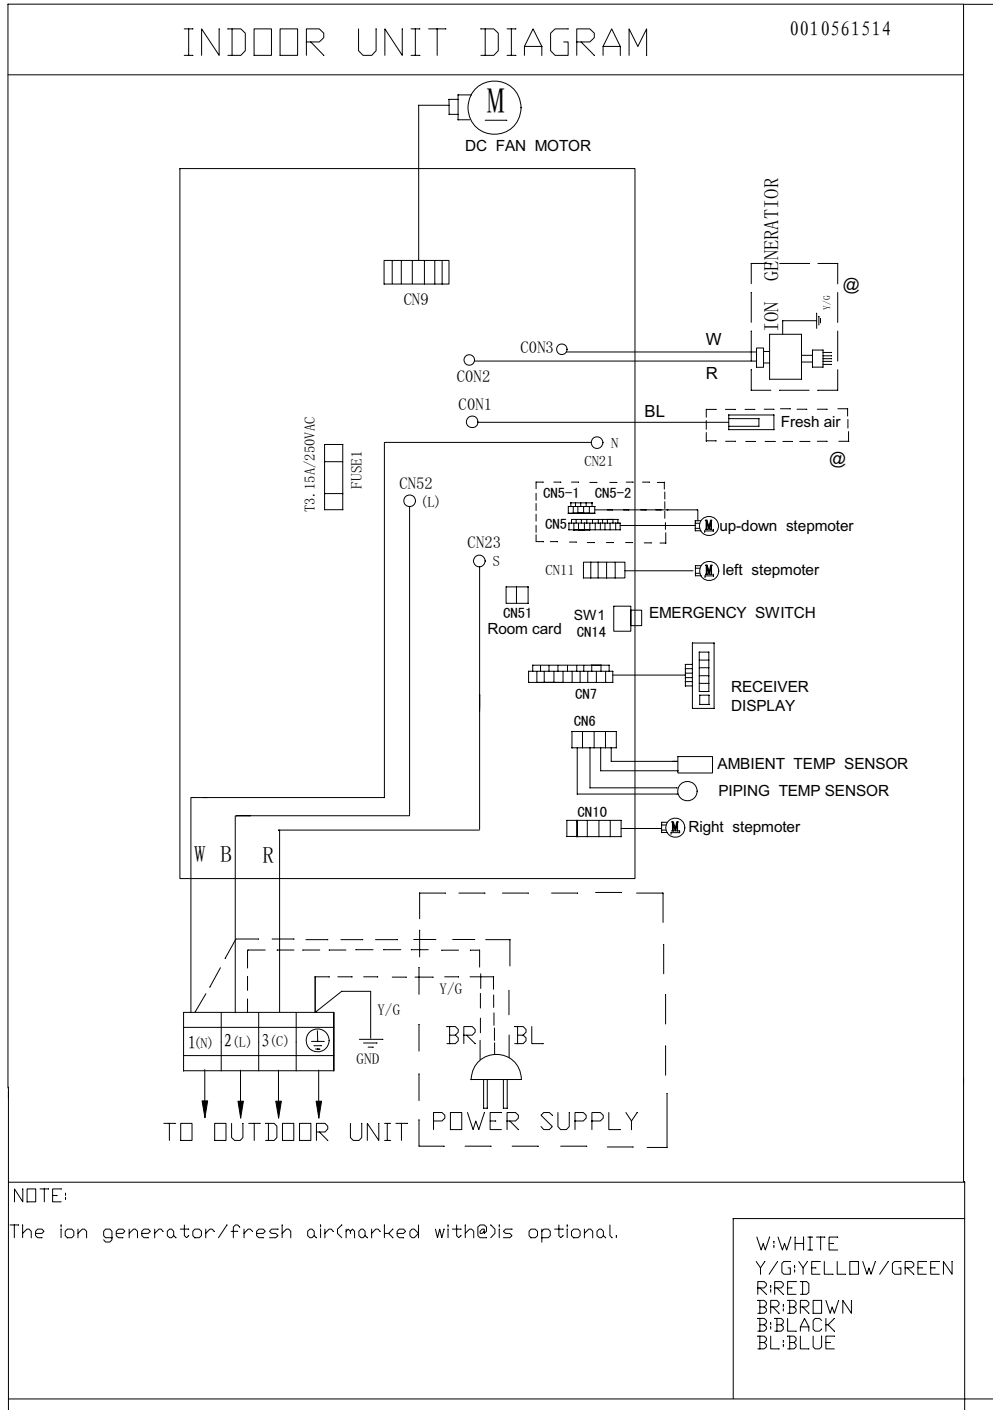 INDOOR UNIT DIAGRAM
0010561514
M
DC FAN MOTOR
CN9
ION GENERATIOR
Y/G
@
CON3
W
CON2
R
CON1
BL
Fresh air
@
T3.15A/250VAC
FUSE1
N
CN21
CN52
(L)
CN5-1 CN5-2
CN5
M up-down stepmoter
CN23
S
CN11
M left stepmoter
CN51
Room card
SW1
CN14
EMERGENCY SWITCH
CN7
RECEIVER
DISPLAY
CN6
AMBIENT TEMP SENSOR
PIPING TEMP SENSOR
CN10
M Right stepmoter
W B R
Y/G
Y/G
1(N) 2(L) 3(C)
GND
BR BL
TO OUTDOOR UNIT
POWER SUPPLY
NOTE:
The ion generator/fresh air(marked with@)is optional.
W:WHITE
Y/G:YELLOW/GREEN
R:RED
BR:BROWN
B:BLACK
BL:BLUE